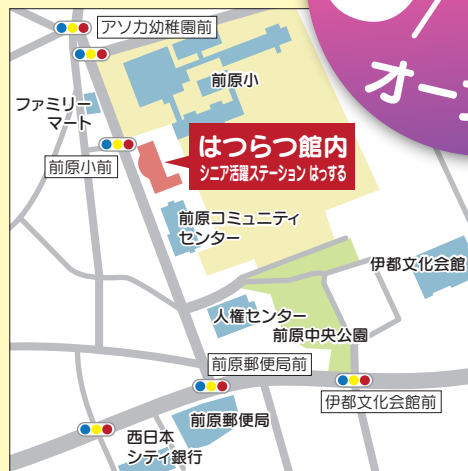 アソカ幼稚園前
オー
前原小
ファミリー
マート
はつらつ館内
シニア活躍ステーション はっする
前原小前
前原コミュニティ
センター
伊都文化会館
人権センター
前原中央公園
前原郵便局前
伊都文化会館前
前原郵便局
西日本
シティ銀行